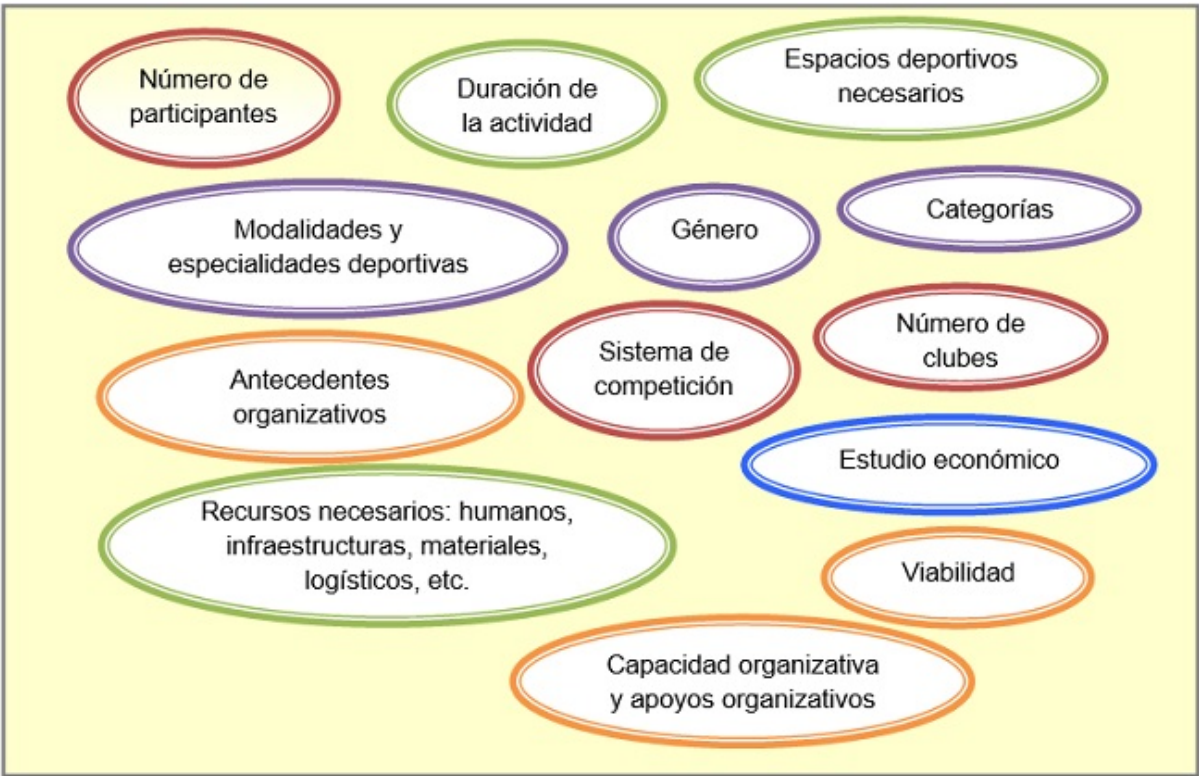 Número de
participantes
Duración de
la actividad
Espacios deportivos
necesarios
Modalidades y
especialidades deportivas
Género
Categorías
Antecedentes
organizativos
Sistema de
competición
Número de
clubes
Estudio económico
Recursos necesarios: humanos,
infraestructuras, materiales,
logísticos, etc.
Viabilidad
Capacidad organizativa
y apoyos organizativos